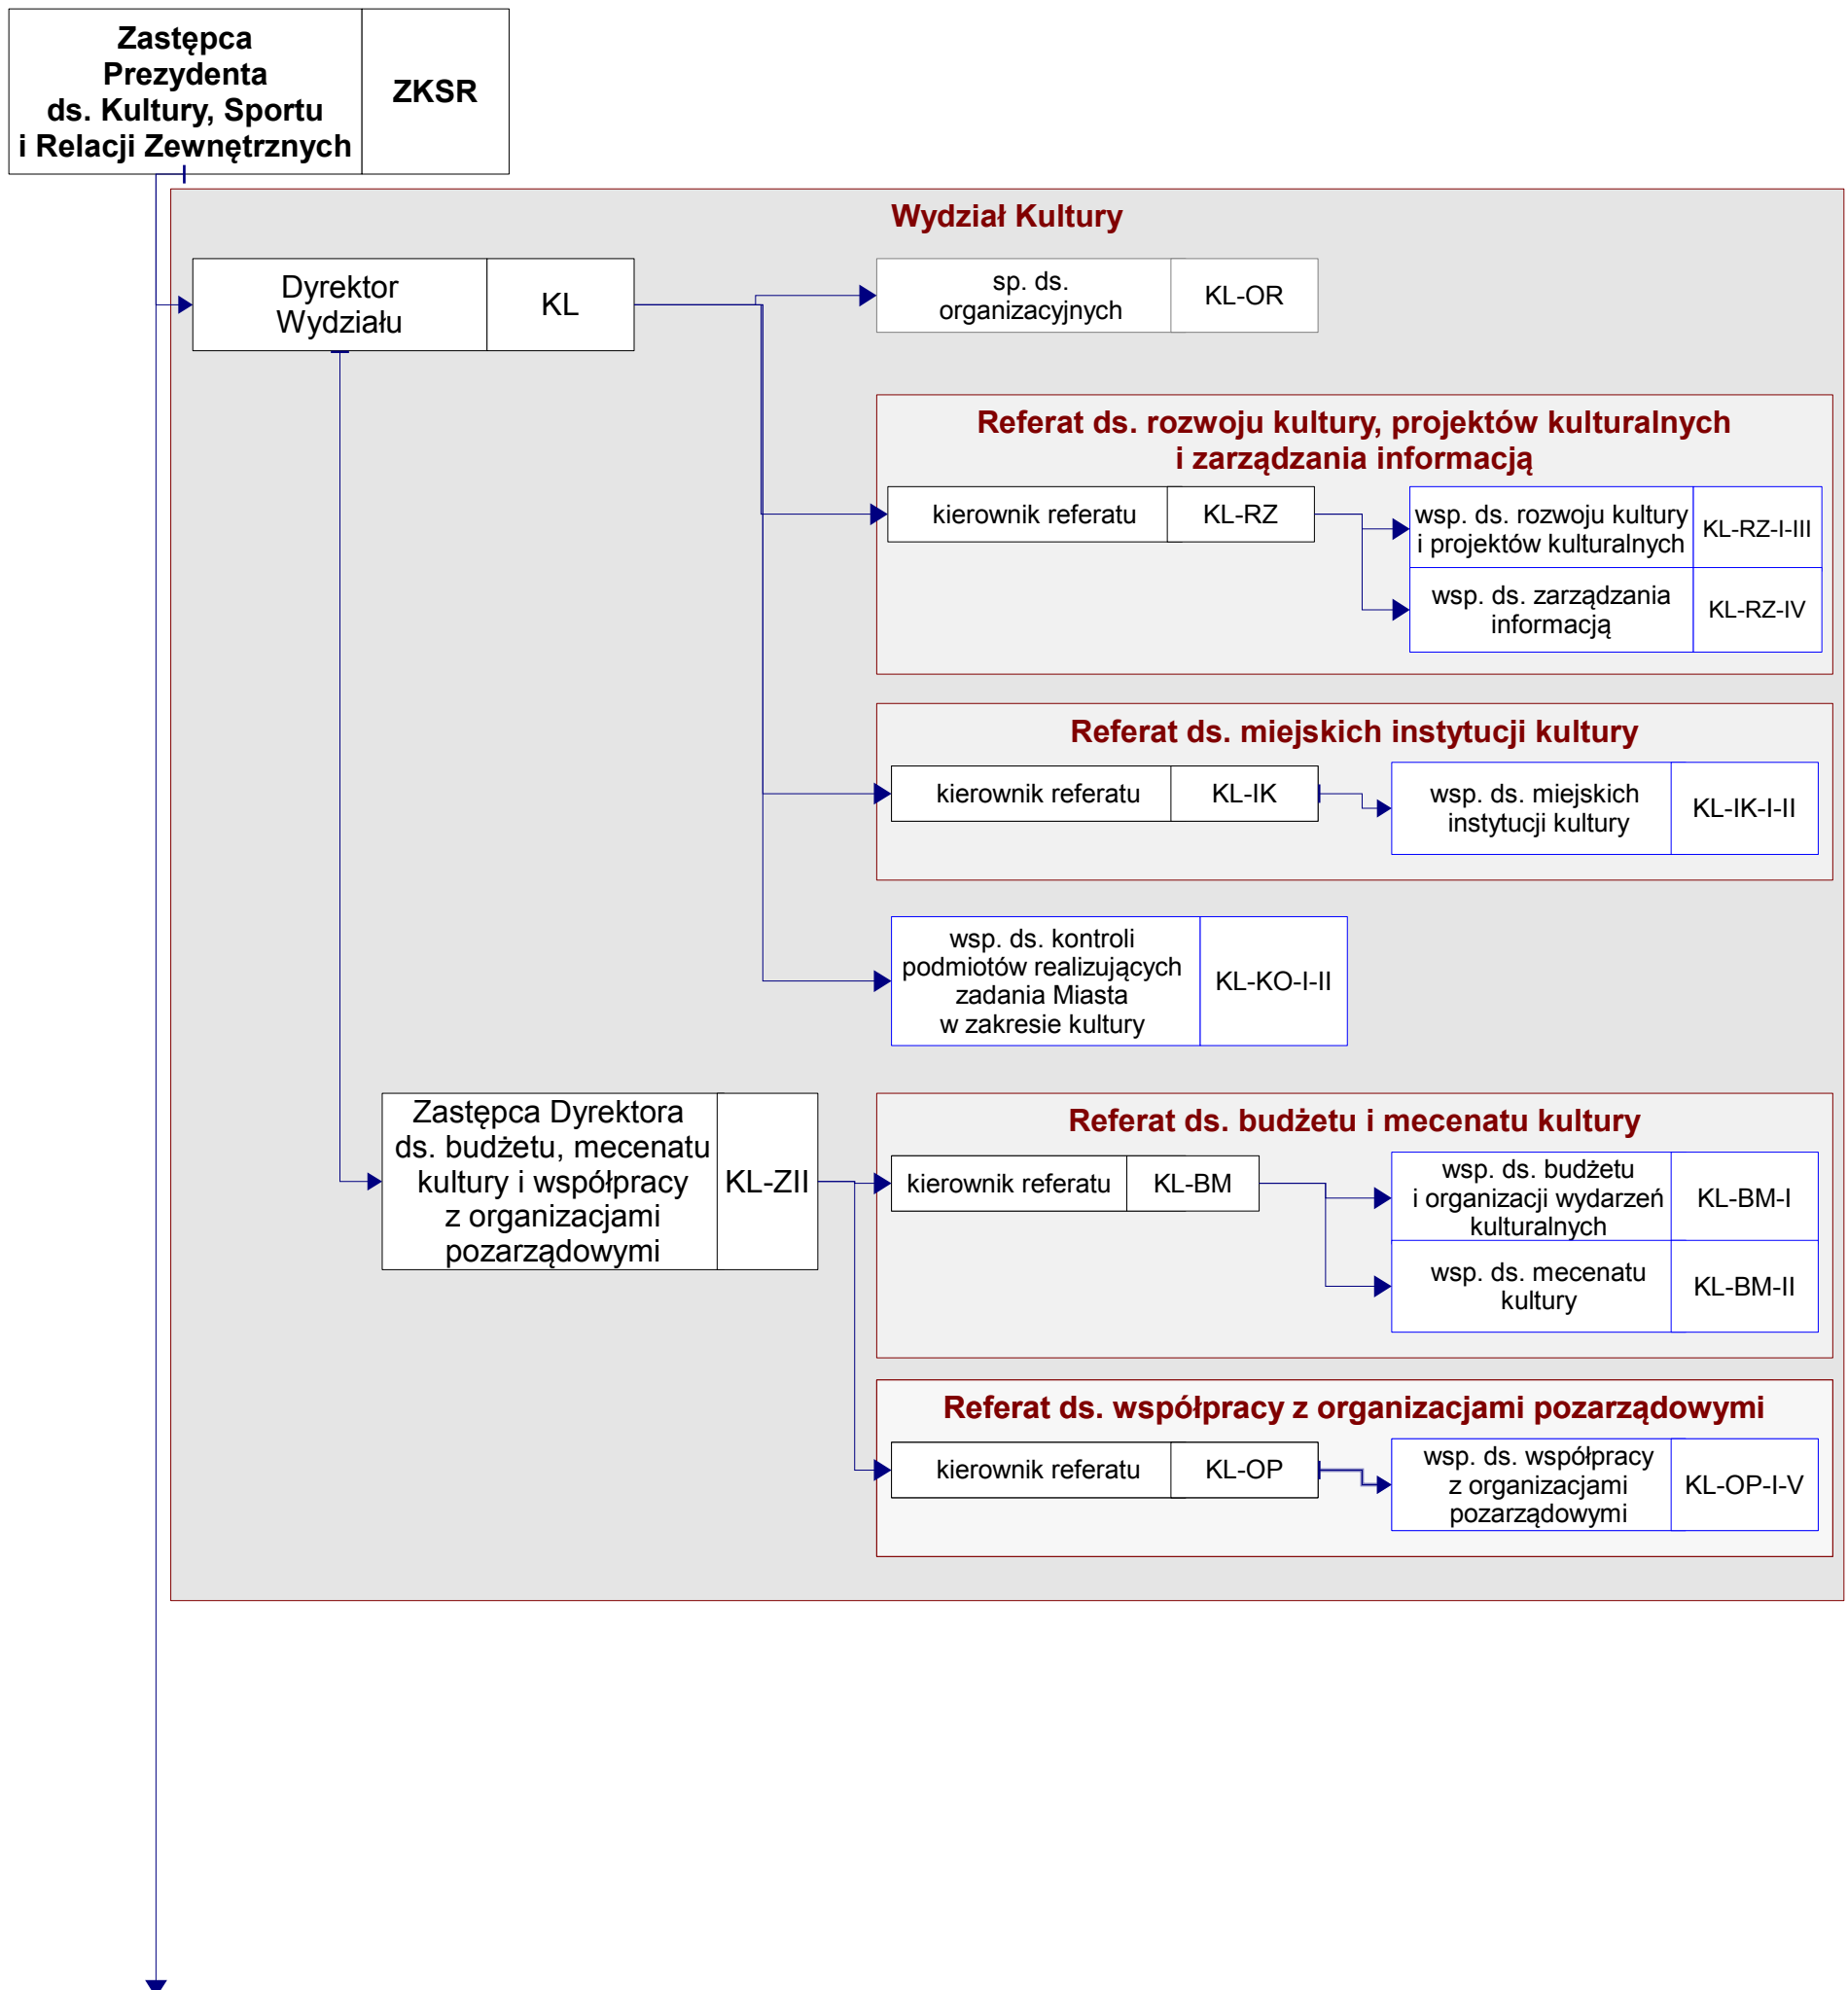 Zastępca
Prezydenta
ds. Kultury, Sportu
i Relacji Zewnętrznych
ZKSR
Wydział Kultury
Dyrektor
Wydziału
KL
sp. ds.
organizacyjnych
KL-OR
Referat ds. rozwoju kultury, projektów kulturalnych
i zarządzania informacją
kierownik referatu
KL-RZ
wsp. ds. rozwoju kultury
i projektów kulturalnych
KL-RZ-I-III
wsp. ds. zarządzania
informacją
KL-RZ-IV
Referat ds. miejskich instytucji kultury
kierownik referatu
KL-IK
wsp. ds. miejskich
instytucji kultury
KL-IK-I-II
wsp. ds. kontroli
podmiotów realizujących
zadania Miasta
w zakresie kultury
KL-KO-I-II
Zastępca Dyrektora
ds. budżetu, mecenatu
kultury i współpracy
z organizacjami
pozarządowymi
KL-ZII
Referat ds. budżetu i mecenatu kultury
kierownik referatu
KL-BM
wsp. ds. budżetu
i organizacji wydarzeń
kulturalnych
KL-BM-I
wsp. ds. mecenatu
kultury
KL-BM-II
Referat ds. współpracy z organizacjami pozarządowymi
kierownik referatu
KL-OP
wsp. ds. współpracy
z organizacjami
pozarządowymi
KL-OP-I-V